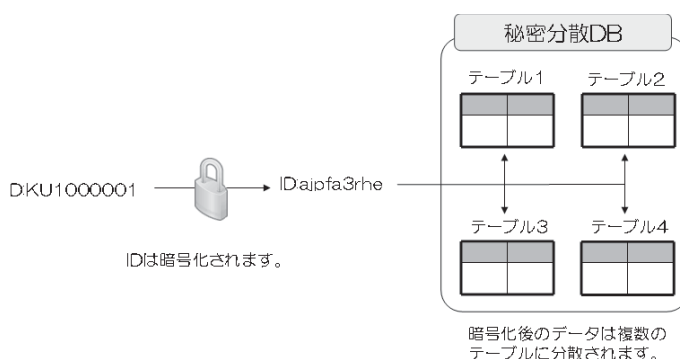 秘密分散DB
テーブル1
テーブル2
D:KU1000001
ID:ajpfa3rhe
IDは暗号化されます。
テーブル3
テーブル4
暗号化後のデータは複数の
テーブルに分散されます。